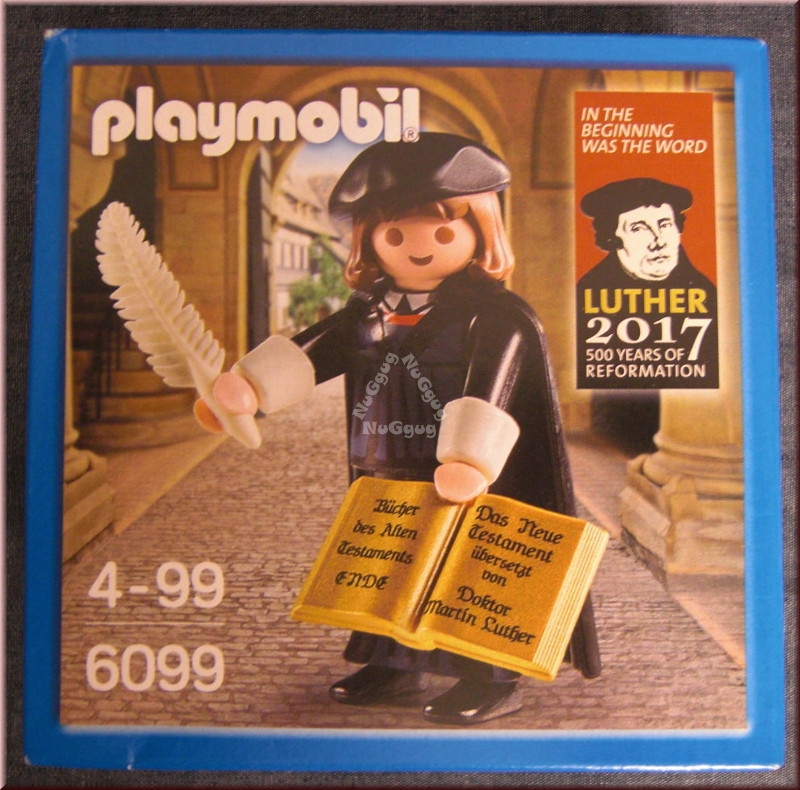 playmobil®
IN THE
BEGINNING
WAS THE WORD
LUTHER
2017
500 YEARS OF
REFORMATION
NuGgug
NuGgug
NuGgug
Bücher
des Alten
Testaments
ENDE
Das Neue
Testament
übersetzt
von
Doktor
Martin Luther
4-99
6099